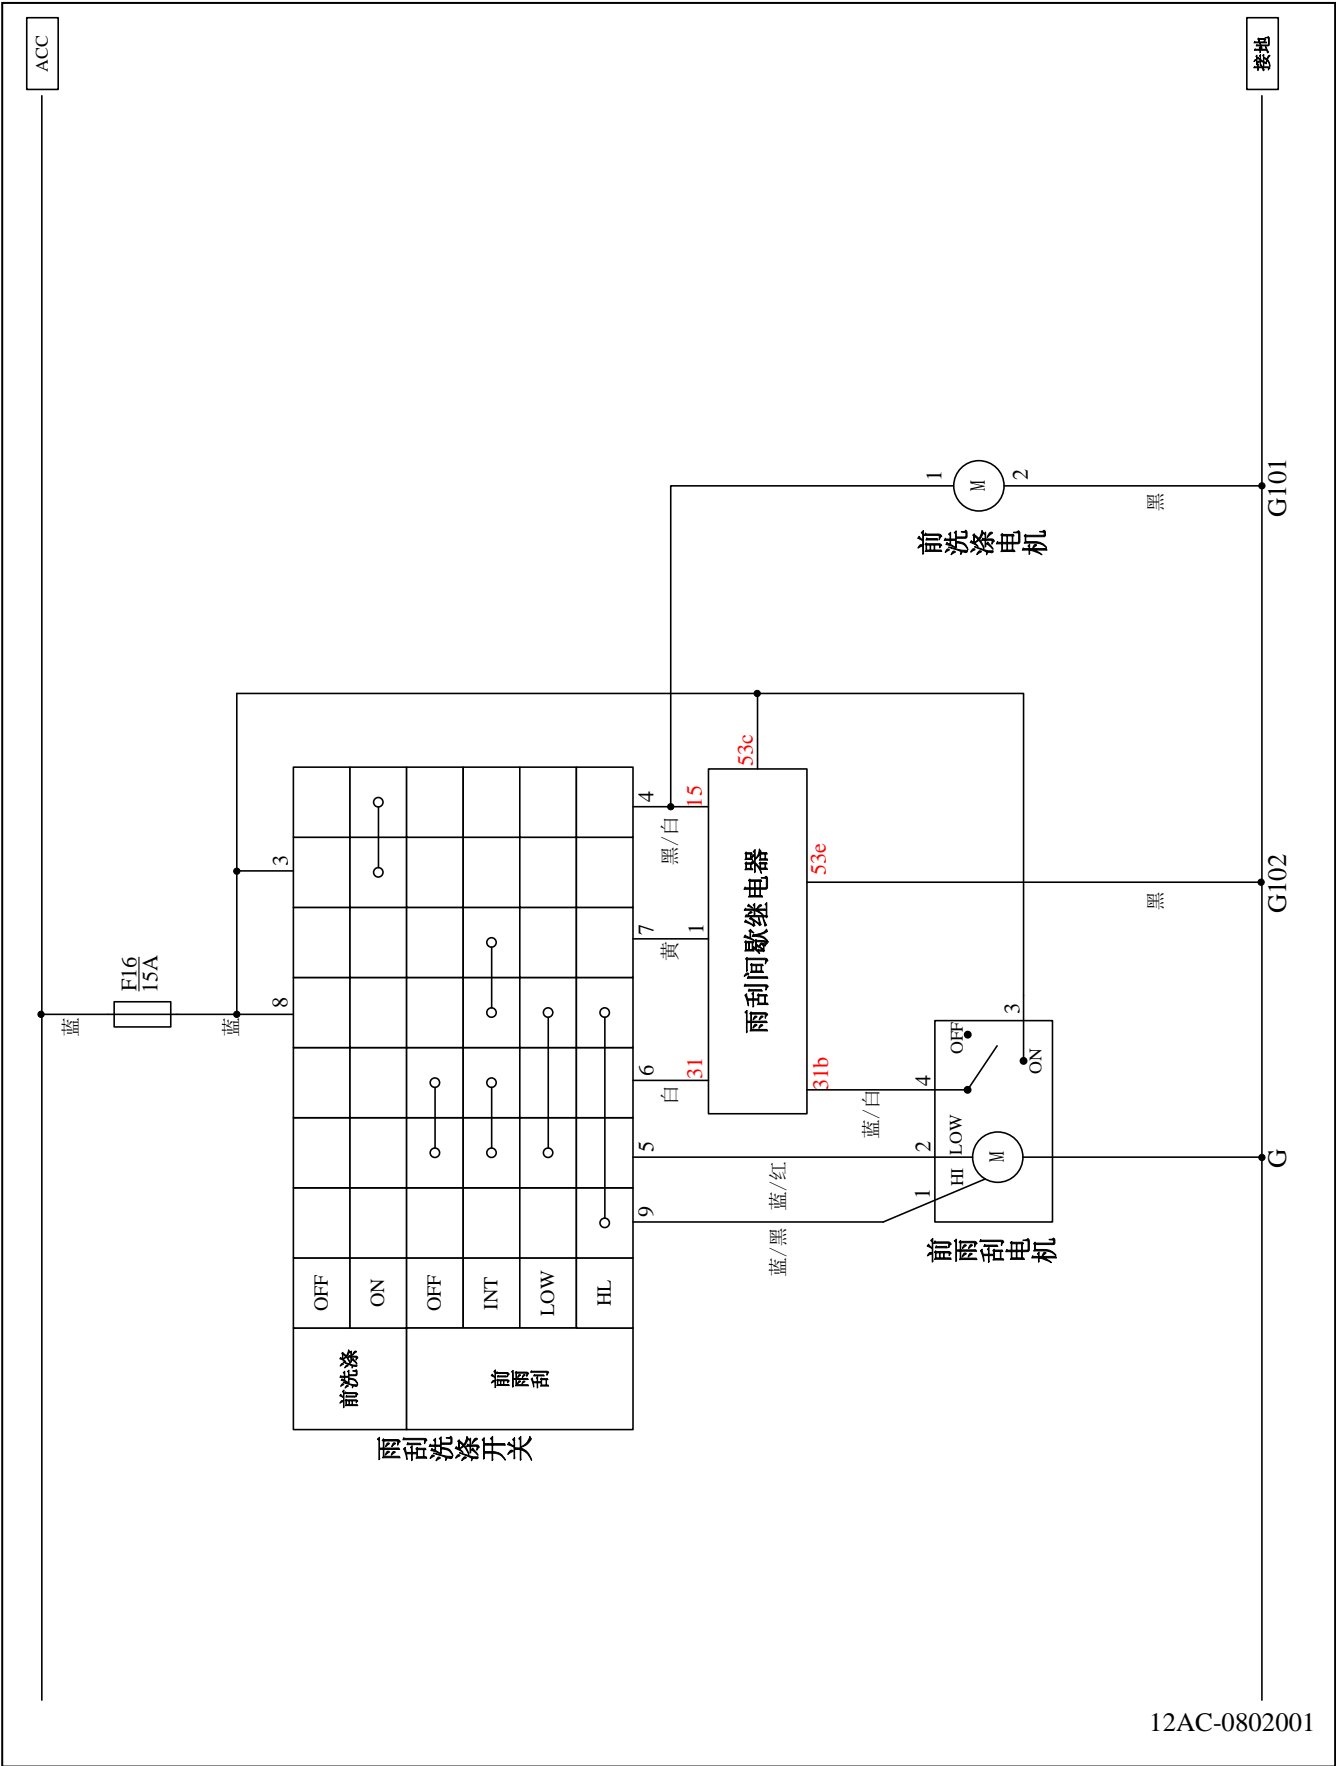 ACC
接地
蓝
F16
15A
蓝
8
3
前洗涤
OFF
ON
前雨刮
OFF
INT
LOW
HL
雨刮洗涤开关
9
5
6
7
4
蓝/黑
蓝/红
白
黄
黑/白
31
1
15
53c
雨刮间歇继电器
31b
53e
蓝/白
1
2
4
3
HI
LOW
OFF
ON
M
前雨刮电机
1
M
2
前洗涤电机
黑
黑
G
G102
G101
12AC-0802001